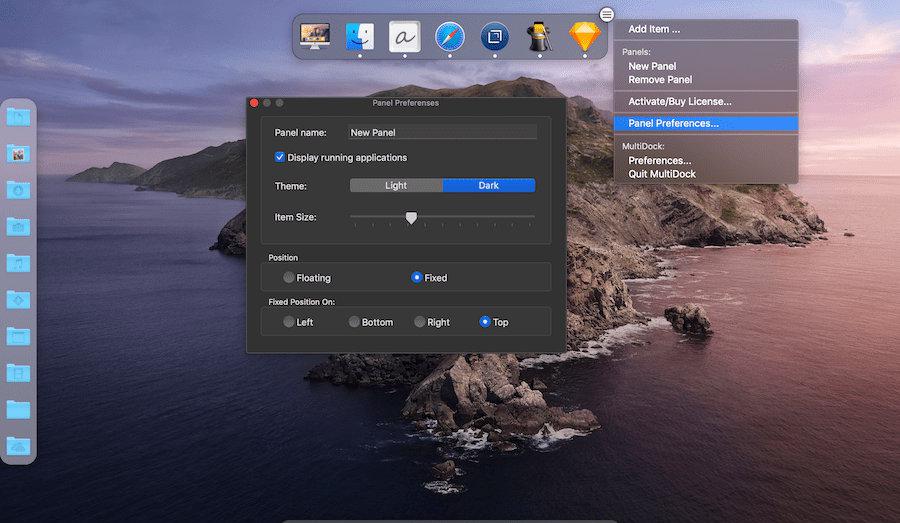 Add Item ...
Panels:
New Panel
Remove Panel
Activate/Buy License...
Panel Preferences...
MultiDock:
Preferences...
Quit MultiDock
Panel Preferenses
Panel name: New Panel
Display running applications
Theme: Light Dark
Item Size:
Position
Floating Fixed
Fixed Position On:
Left Bottom Right Top